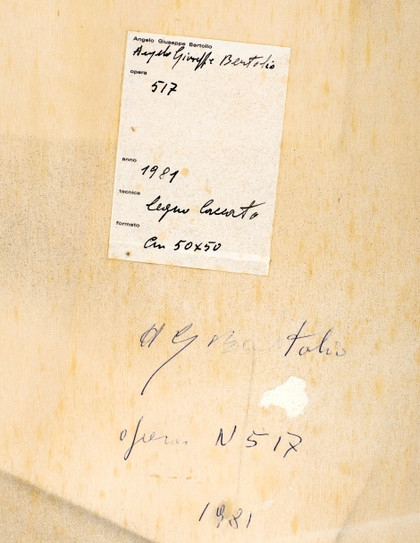 Angelo Giuseppe Bertolio
Angelo Giuseppe Bertolio
opera
517
anno
1981
tecnica
legno laccato
formato
Cm 50x50
A G Bertolio
opera N 517
1981